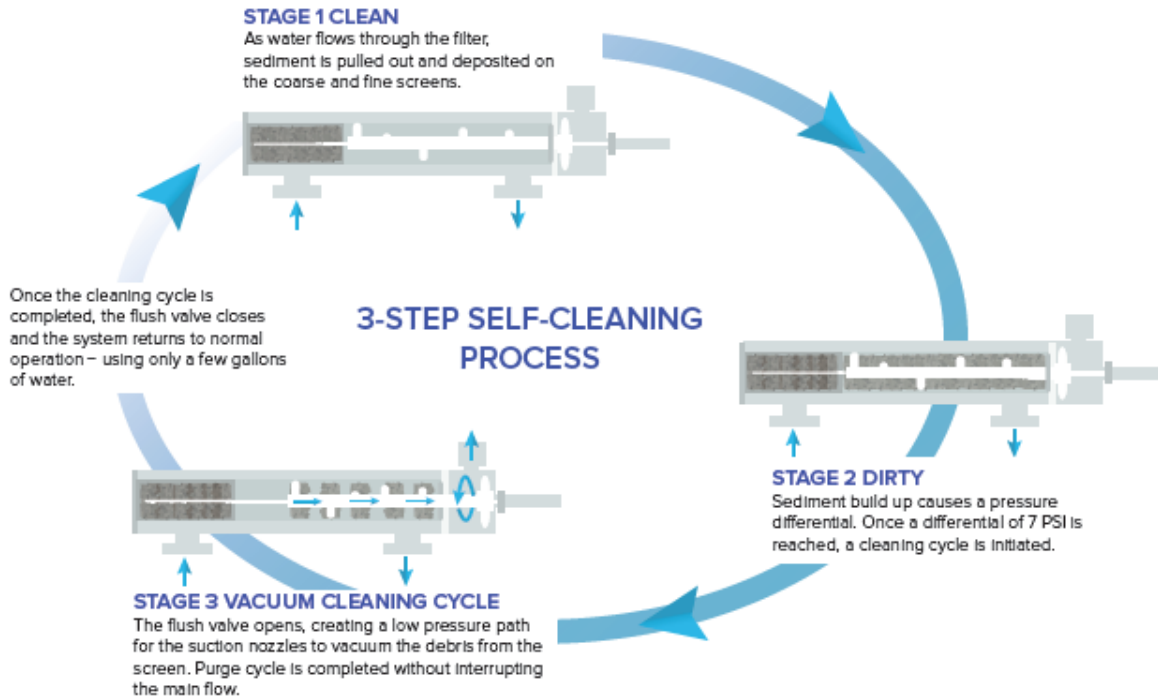 STAGE 1 CLEAN
As water flows through the filter,
sediment is pulled out and deposited on
the coarse and fine screens.
3-STEP SELF-CLEANING
PROCESS
STAGE 2 DIRTY
Sediment build up causes a pressure
differential. Once a differential of 7 PSI is
reached, a cleaning cycle is initiated.
STAGE 3 VACUUM CLEANING CYCLE
The flush valve opens, creating a low pressure path
for the suction nozzles to vacuum the debris from the
screen. Purge cycle is completed without interrupting
the main flow.
Once the cleaning cycle is
completed, the flush valve closes
and the system returns to normal
operation – using only a few gallons
of water.